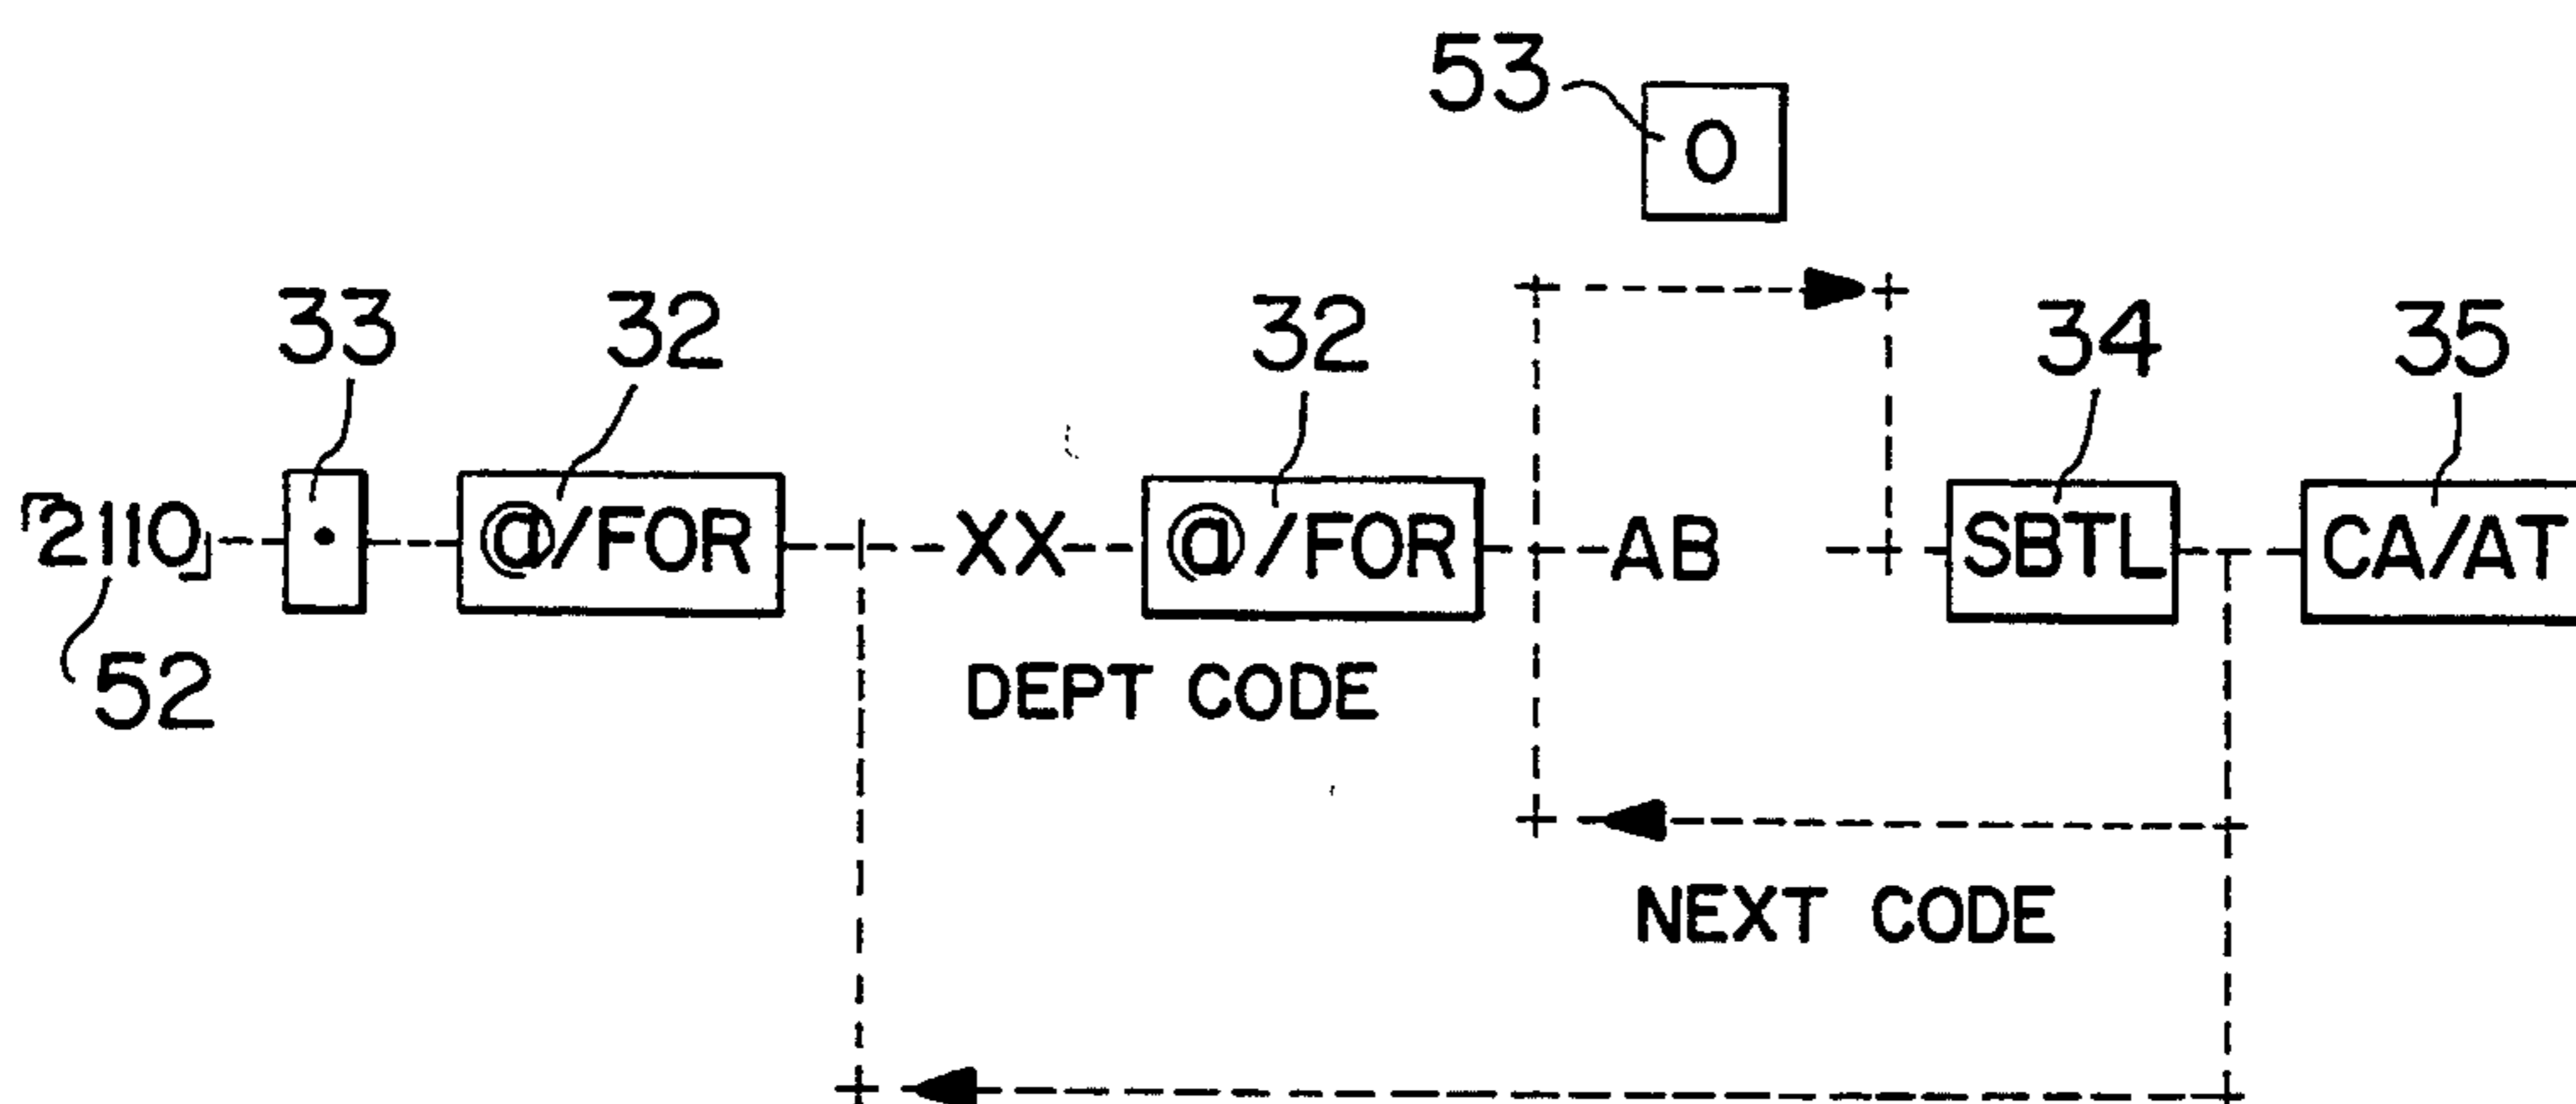 53
0
33 32 32 34 35
2110 • @/FOR XX @/FOR AB SBTL CA/AT
52
DEPT CODE
NEXT CODE